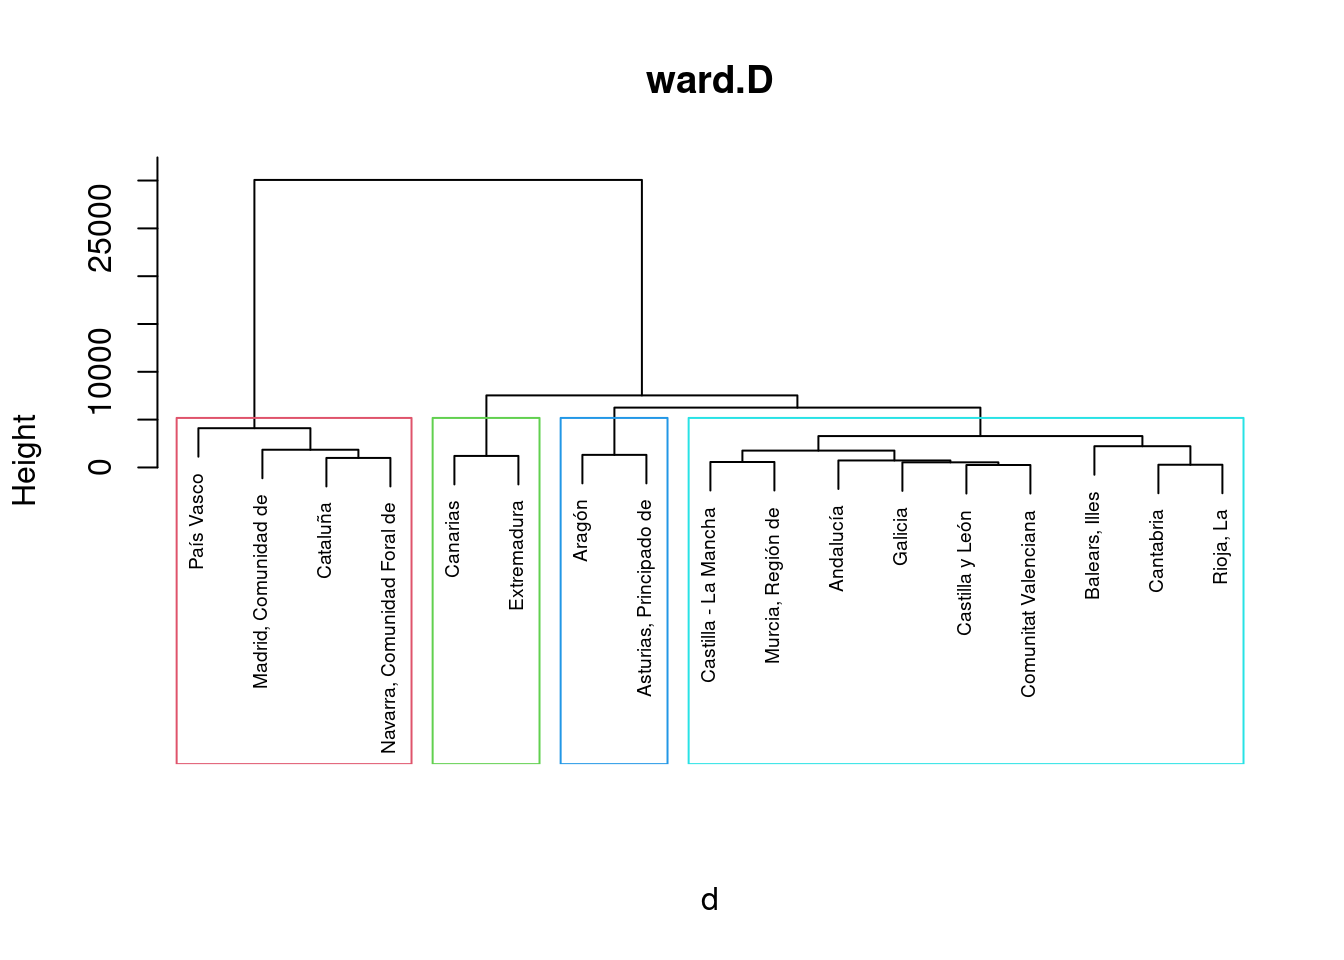 ward.D
Height
25000
10000
0
País Vasco
Madrid, Comunidad de
Cataluña
Navarra, Comunidad Foral de
Canarias
Extremadura
Aragón
Asturias, Principado de
Castilla - La Mancha
Murcia, Región de
Andalucía
Galicia
Castilla y León
Comunitat Valenciana
Balears, Illes
Cantabria
Rioja, La
d